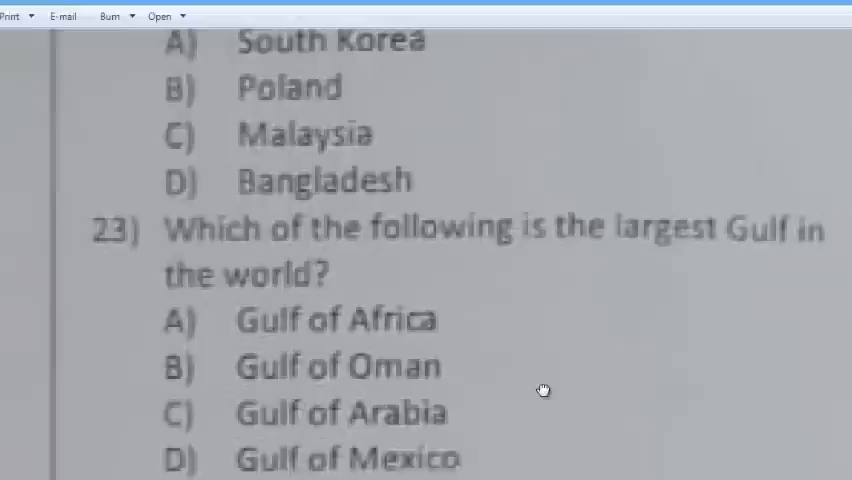 Print E-mail Burn Open
A) South Korea
B) Poland
C) Malaysia
D) Bangladesh
23) Which of the following is the largest Gulf in
the world?
A) Gulf of Africa
B) Gulf of Oman
C) Gulf of Arabia
D) Gulf of Mexico